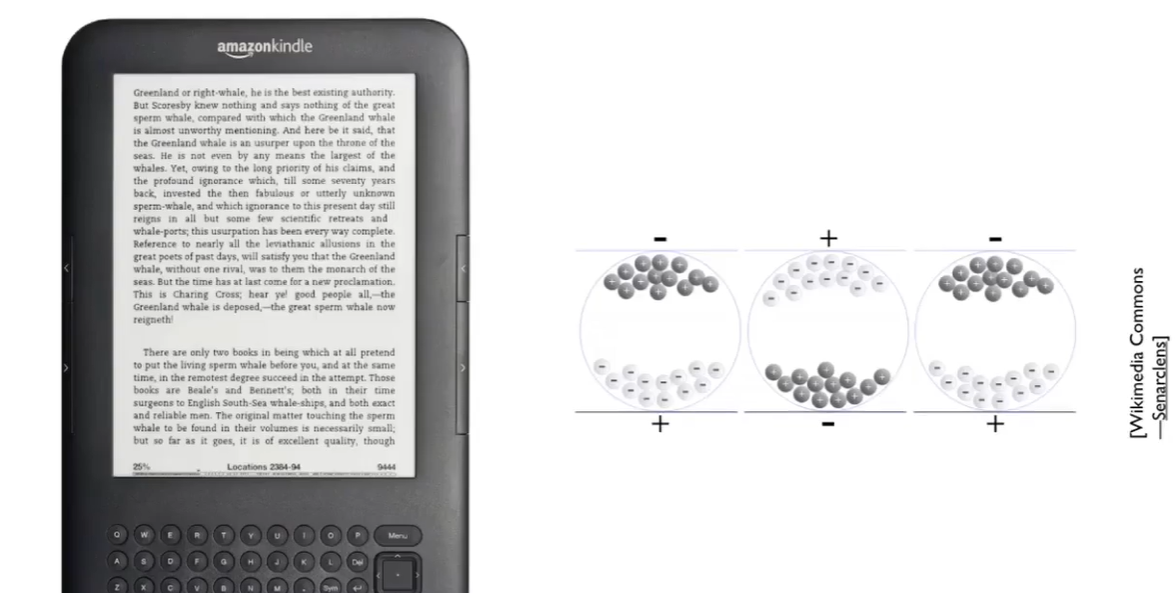 amazonkindle
Greenland or right-whale, he is the best existing authority.
But Scoresby knew nothing and says nothing of the great
sperm whale, compared with which the Greenland whale
is almost unworthy mentioning. And here be it said, that
the Greenland whale is an usurper upon the throne of the
seas. He is not even by any means the largest of the
whales. Yet, owing to the long priority of his claims, and
the profound ignorance which, till some seventy years
back, invested the then fabulous or utterly unknown
sperm-whale, and which ignorance to this present day still
reigns in all but some few scientific retreats and
whale-ports; this usurpation has been every way complete.
Reference to nearly all the leviathanic allusions in the
great poets of past days, will satisfy you that the Greenland
whale, without one rival, was to them the monarch of the
seas. But the time has at last come for a new proclamation.
This is Charing Cross; hear ye! good people all,—the
Greenland whale is deposed,—the great sperm whale now
reigneth!
There are only two books in being which at all pretend
to put the living sperm whale before you, and at the same
time, in the remotest degree succeed in the attempt. Those
books are Beale's and Bennett's; both in their time
surgeons to English South-Sea whale-ships, and both exact
and reliable men. The original matter touching the sperm
whale to be found in their volumes is necessarily small;
but so far as it goes, it is of excellent quality, though
25% Locations 2384-94 9444
Q W E R T Y U I O P Menu
A S D F G H J K L Del
Z X C V B N M . Sym
- + -
+ - +
[Wikimedia Commons
—Senarclens]